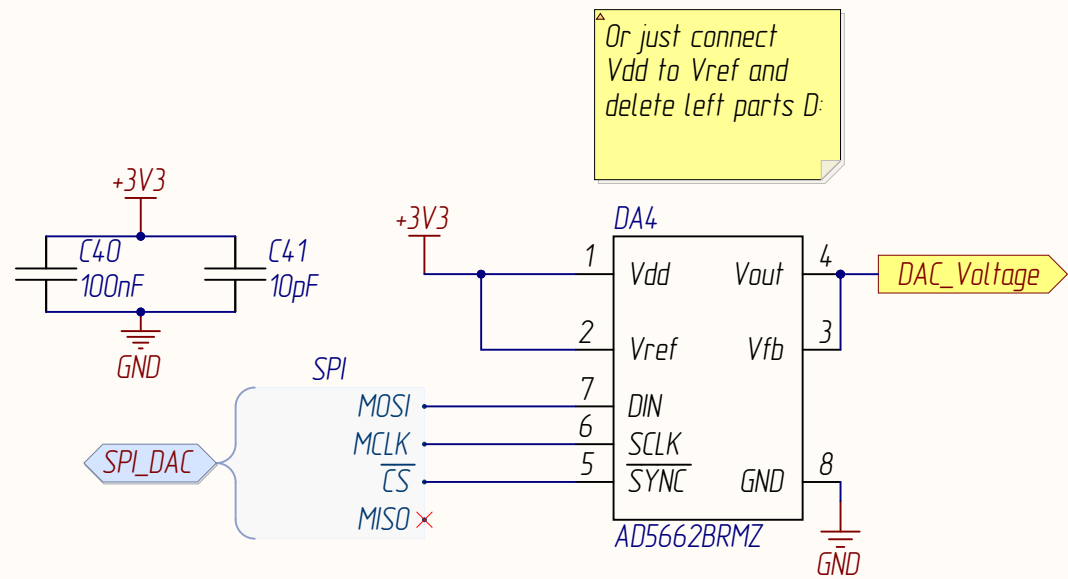 Or just connect
Vdd to Vref and
delete left parts D:
+3V3
C40
100nF
C41
10pF
GND
+3V3
DA4
1
Vdd
Vout
4
DAC_Voltage
2
Vref
Vfb
3
SPI
MOSI
7
DIN
MCLK
6
SCLK
SPI_DAC
CS
5
SYNC
GND
8
MISO
AD5662BRMZ
GND